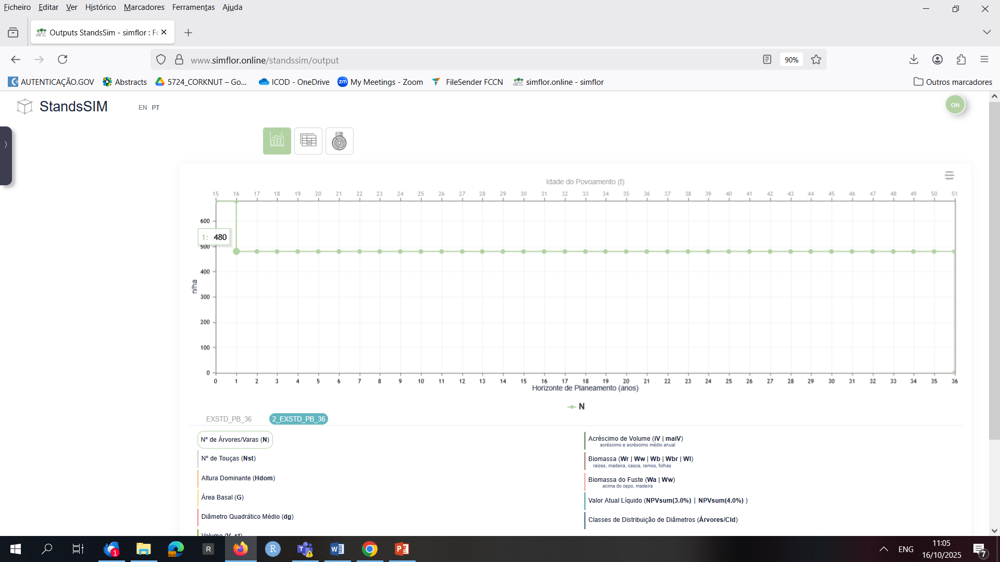 Ficheiro Editar Ver Histórico Marcadores Ferramentas Ajuda
Outputs StandsSim - simflor : Fo
www.simflor.online/standssim/output
90%
AUTENTICAÇÃO.GOV Abstracts 5724_CORKNUT – Go... ICOD - OneDrive zm My Meetings - Zoom FileSender FCCN simflor.online - simflor Outros marcadores
StandsSIM EN PT ON
Idade do Povoamento (t)
15 16 17 18 19 20 21 22 23 24 25 26 27 28 29 30 31 32 33 34 35 36 37 38 39 40 41 42 43 44 45 46 47 48 49 50 51
600
1: 480
500
400
n/ha
300
200
100
0
0 1 2 3 4 5 6 7 8 9 10 11 12 13 14 15 16 17 18 19 20 21 22 23 24 25 26 27 28 29 30 31 32 33 34 35 36
Horizonte de Planeamento (anos)
N
EXSTD_PB_36 2_EXSTD_PB_36
Nº de Árvores/Varas (N)
Nº de Touças (Nst)
Altura Dominante (Hdom)
Área Basal (G)
Diâmetro Quadrático Médio (dg)
Volume (V, st)
Acréscimo de Volume (iV | maiV)
acréscimo e acréscimo médio anual
Biomassa (Wr | Ww | Wb | Wbr | Wl)
raizes, madeira, casca, ramos, folhas
Biomassa do Fuste (Wa | Ww)
acima do cepo, madeira
Valor Atual Líquido (NPVsum(3.0%) | NPVsum(4.0%) )
Classes de Distribuição de Diâmetros (Árvores/Cld)
1 R R ENG
11:05
16/10/2025
7